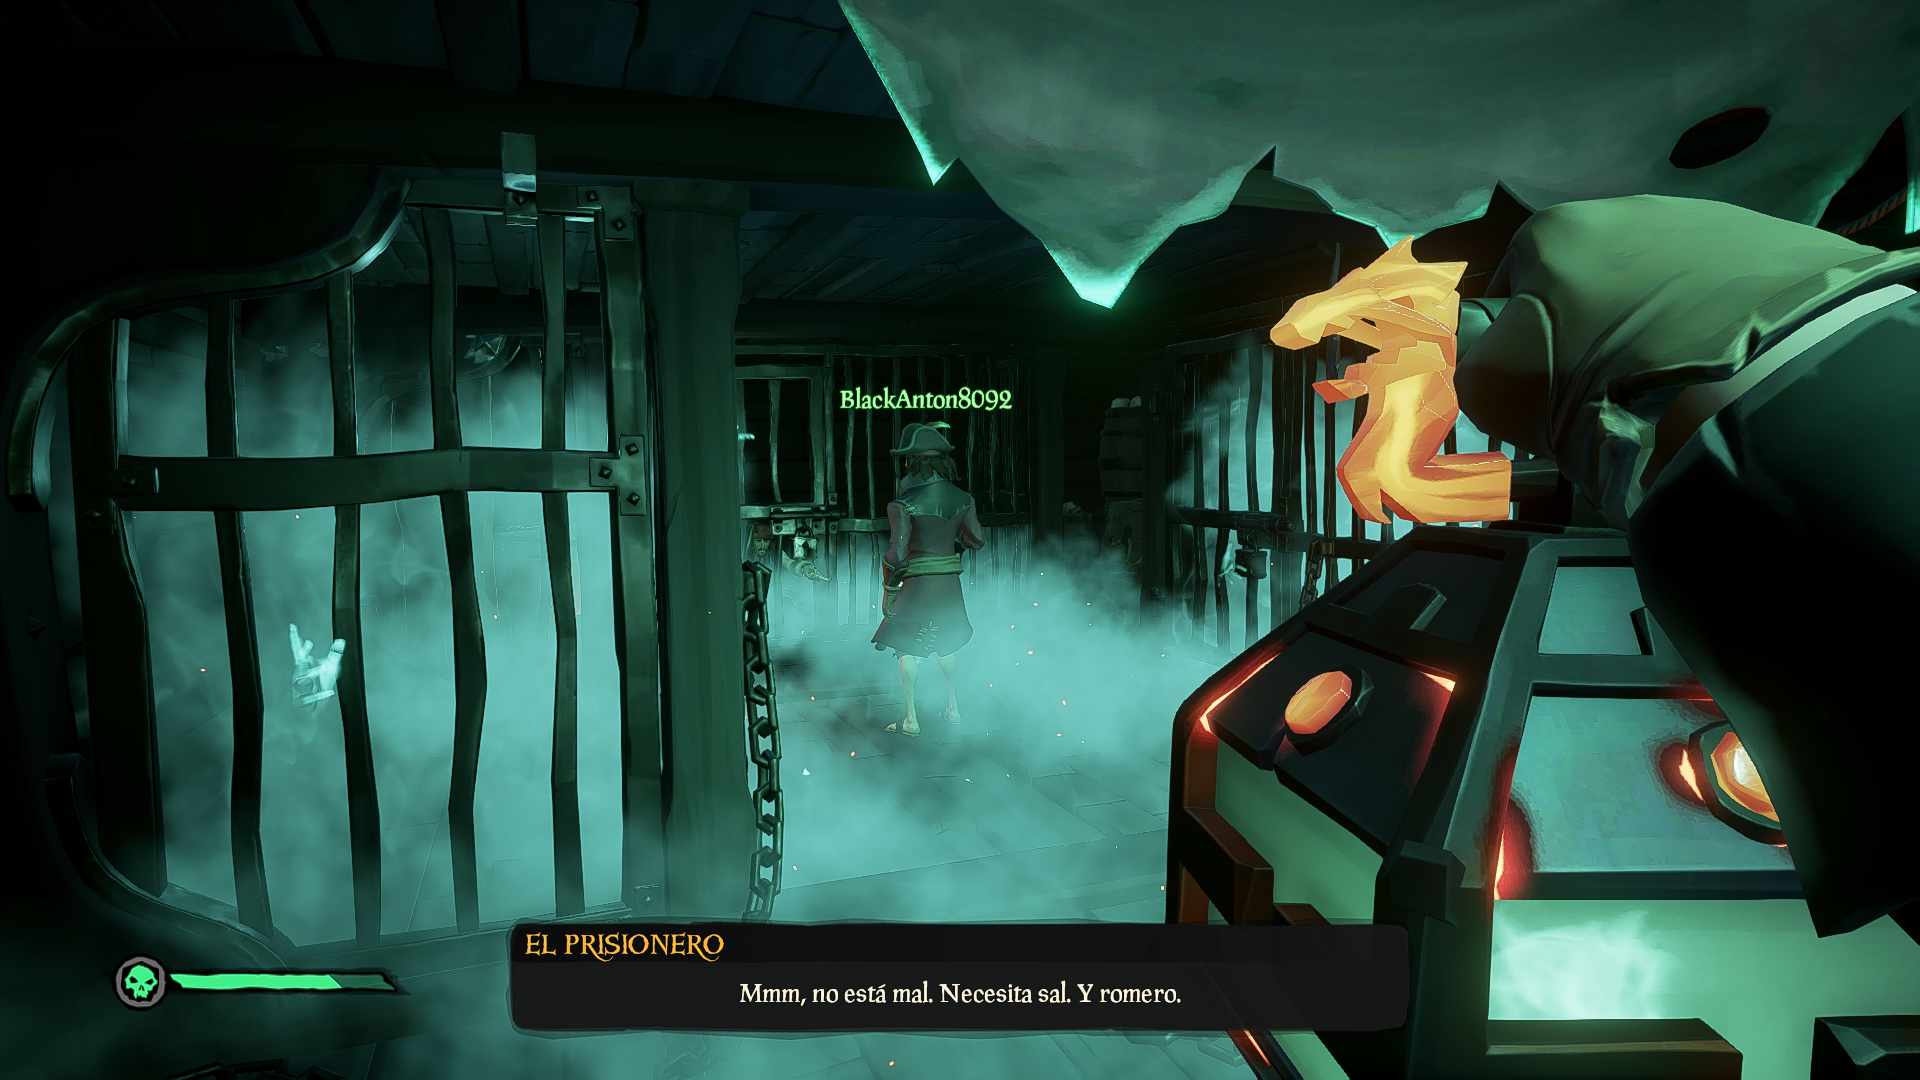 BlackAnton8092
EL PRISIONERO
Mmm, no está mal. Necesita sal. Y romero.